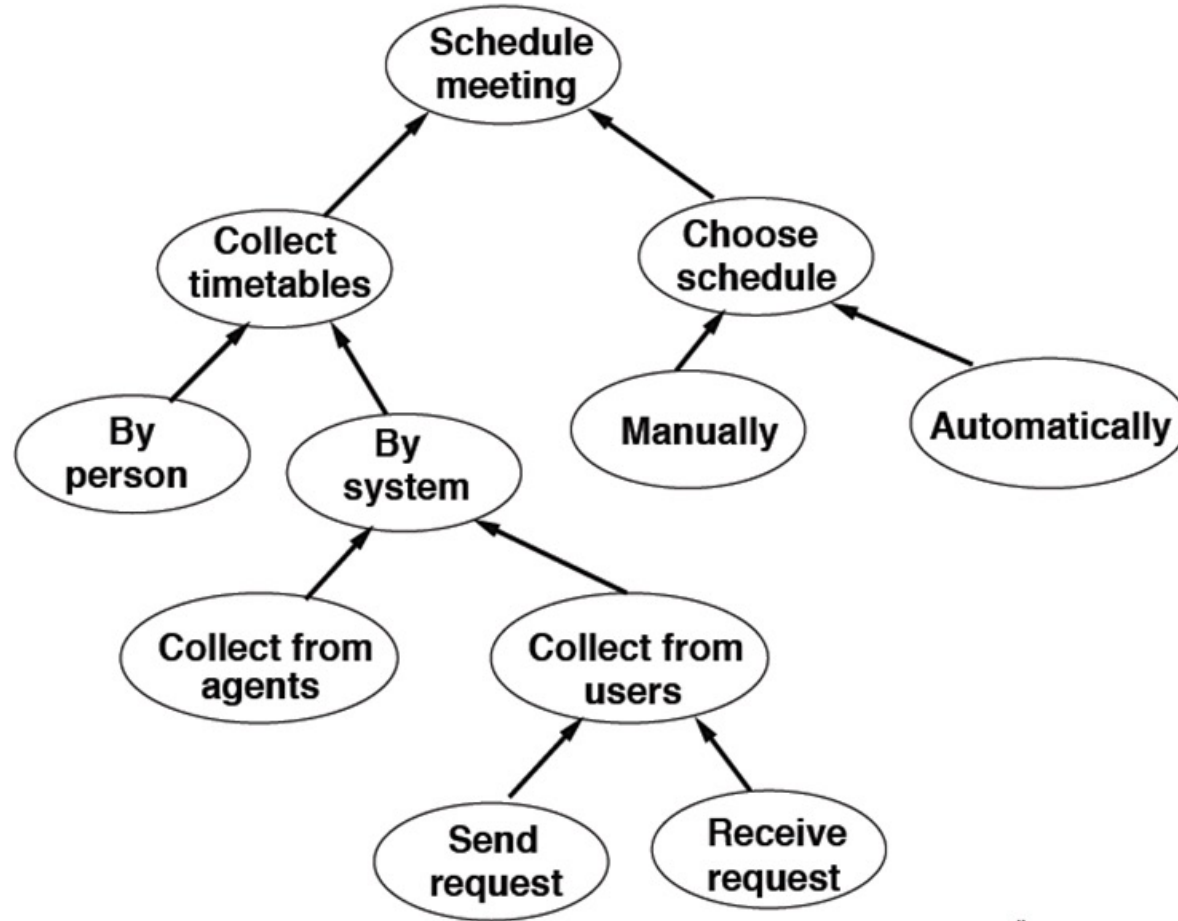 Schedule
meeting
Collect
timetables
Choose
schedule
By
person
By
system
Manually
Automatically
Collect from
agents
Collect from
users
Send
request
Receive
request